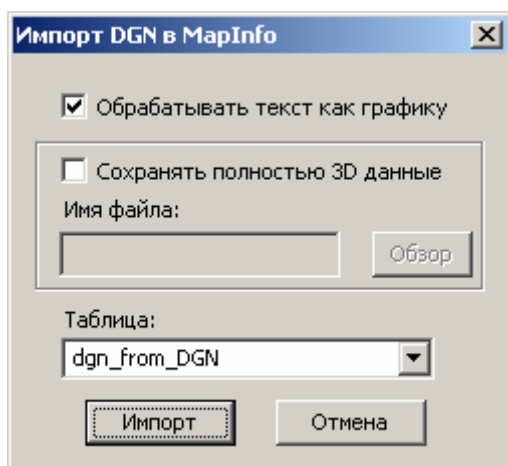 Импорт DGN в MapInfo
Обрабатывать текст как графику
Сохранять полностью 3D данные
Имя файла:
Обзор
Таблица:
dgn_from_DGN
Импорт
Отмена